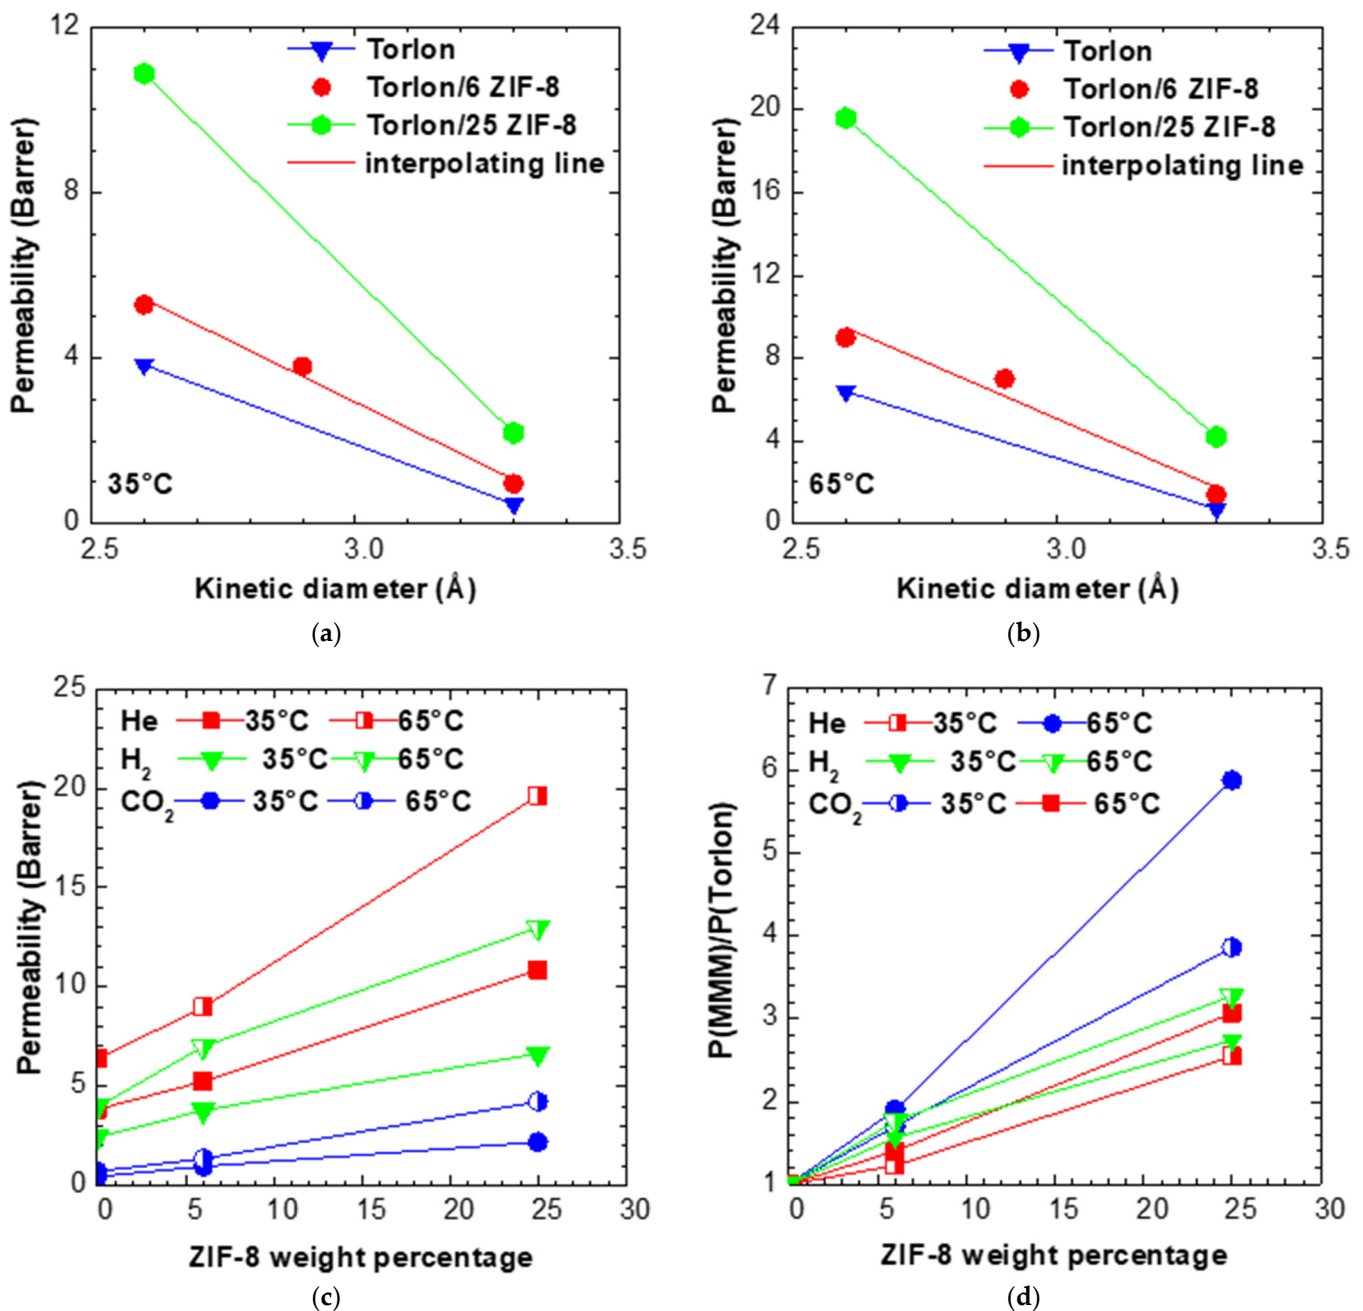 12
8
4
0
Permeability (Barrer)
Torlon
Torlon/6 ZIF-8
Torlon/25 ZIF-8
interpolating line
35°C
2.5 3.0 3.5
Kinetic diameter (Å)
(a)
24
20
16
12
8
4
0
Permeability (Barrer)
Torlon
Torlon/6 ZIF-8
Torlon/25 ZIF-8
interpolating line
65°C
2.5 3.0 3.5
Kinetic diameter (Å)
(b)
25
20
15
10
5
0
Permeability (Barrer)
He 35°C 65°C
H₂ 35°C 65°C
CO₂ 35°C 65°C
0 5 10 15 20 25 30
ZIF-8 weight percentage
(c)
7
6
5
4
3
2
1
P(MMM)/P(Torlon)
He 35°C 65°C
H₂ 35°C 65°C
CO₂ 35°C 65°C
0 5 10 15 20 25 30
ZIF-8 weight percentage
(d)